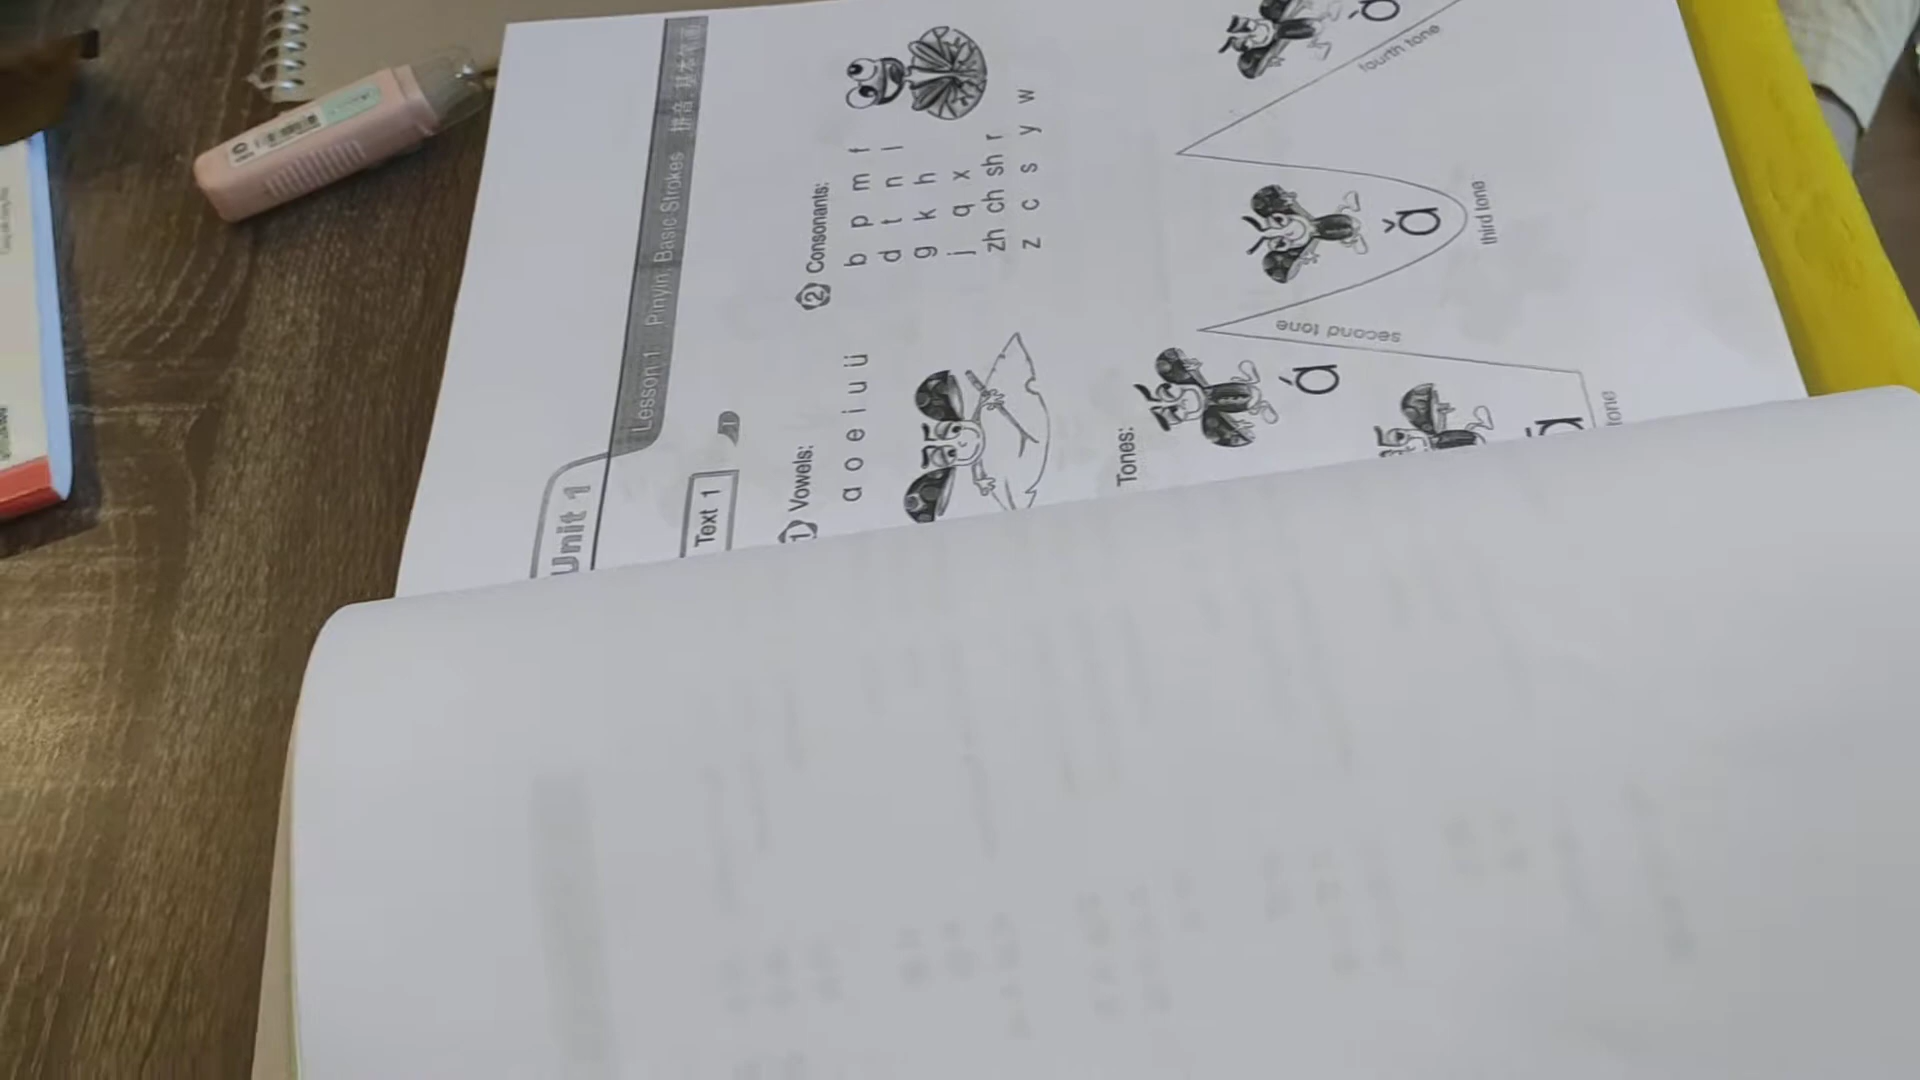 Unit 1
Lesson 1 Pinyin, Basic Strokes 拼音、基本笔画
Text 1
1 Vowels:
a o e i u ü
2 Consonants:
b p m f
d t n l
g k h
j q x
zh ch sh r
z c s y w
Tones:
á
second tone
ǎ
third tone
fourth tone
ā
tone